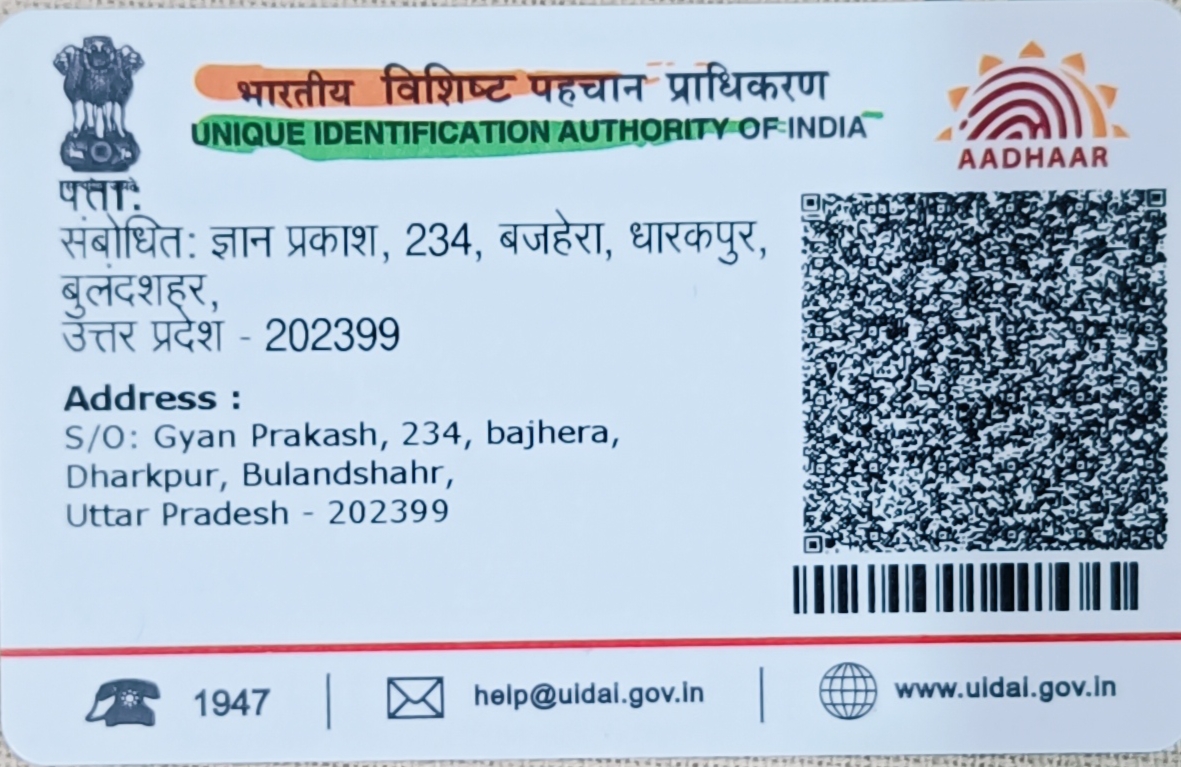 भारतीय विशिष्ट पहचान प्राधिकरण
UNIQUE IDENTIFICATION AUTHORITY OF INDIA
AADHAAR
पता:
संबोधित: ज्ञान प्रकाश, 234, बजहेरा, धारकपुर,
बुलंदशहर,
उत्तर प्रदेश - 202399
Address :
S/O: Gyan Prakash, 234, bajhera,
Dharkpur, Bulandshahr,
Uttar Pradesh - 202399
1947
help@uidai.gov.in
www.uidai.gov.in